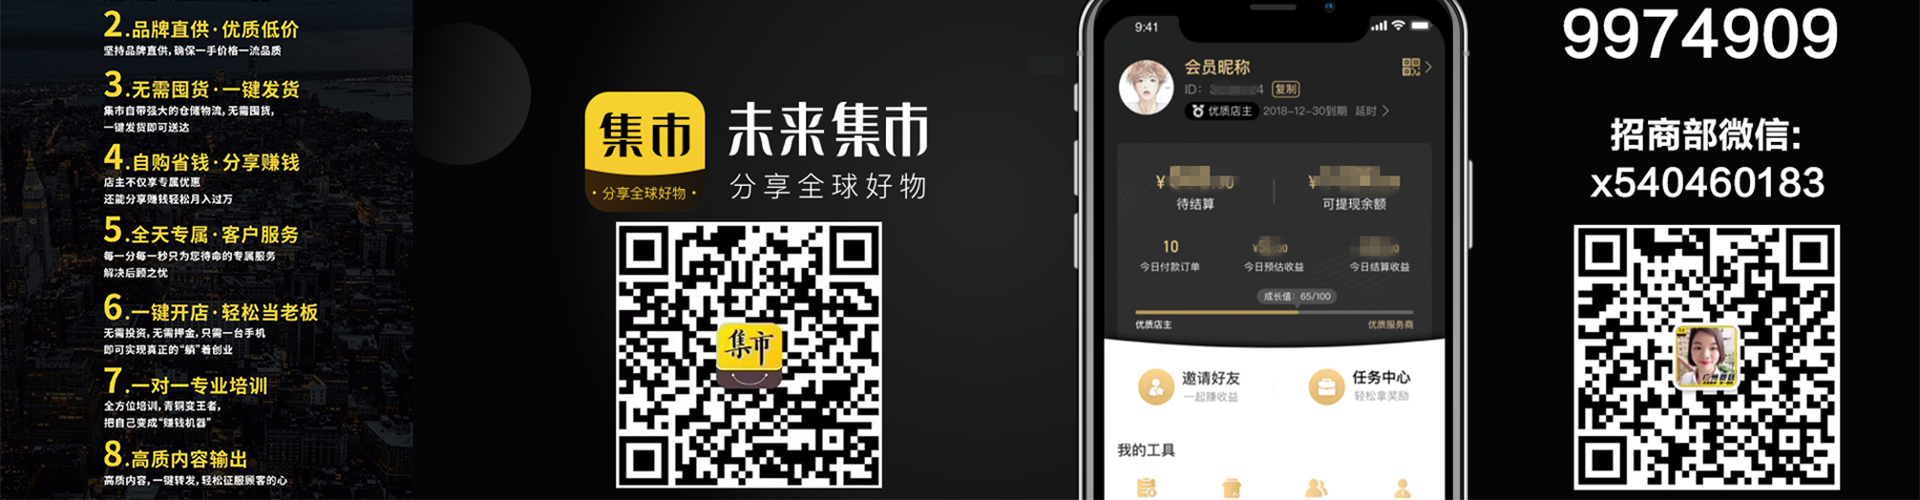 2.品牌直供·优质低价
坚持品牌直供,确保一手价格一流品质
3.无需囤货·一键发货
集市自带强大的仓储物流,无需囤货,
一键发货即可送达
4.自购省钱·分享赚钱
店主不仅享专属优惠
还能分享赚钱轻松月入过万
5.全天专属·客户服务
每一分每一秒只为您待命的专属服务
解决后顾之忧
6.一键开店·轻松当老板
无需投资,无需押金,只需一台手机
即可实现真正的“躺”着创业
7.一对一专业培训
全方位培训,青铜变王者,
把自己变成“赚钱机器”
8.高质内容输出
高质内容,一键转发,轻松征服顾客的心
集市
·分享全球好物·
未来集市
分享全球好物
集市
9:41
会员昵称
ID:
复制
优质店主
2018-12-30到期 延时
¥
¥
待结算
可提现余额
10
今日付款订单
今日预估收益
今日结算收益
成长值：65/100
优质店主
优质服务商
邀请好友
一起赚收益
任务中心
轻松拿奖励
我的工具
9974909
招商部微信:
x540460183